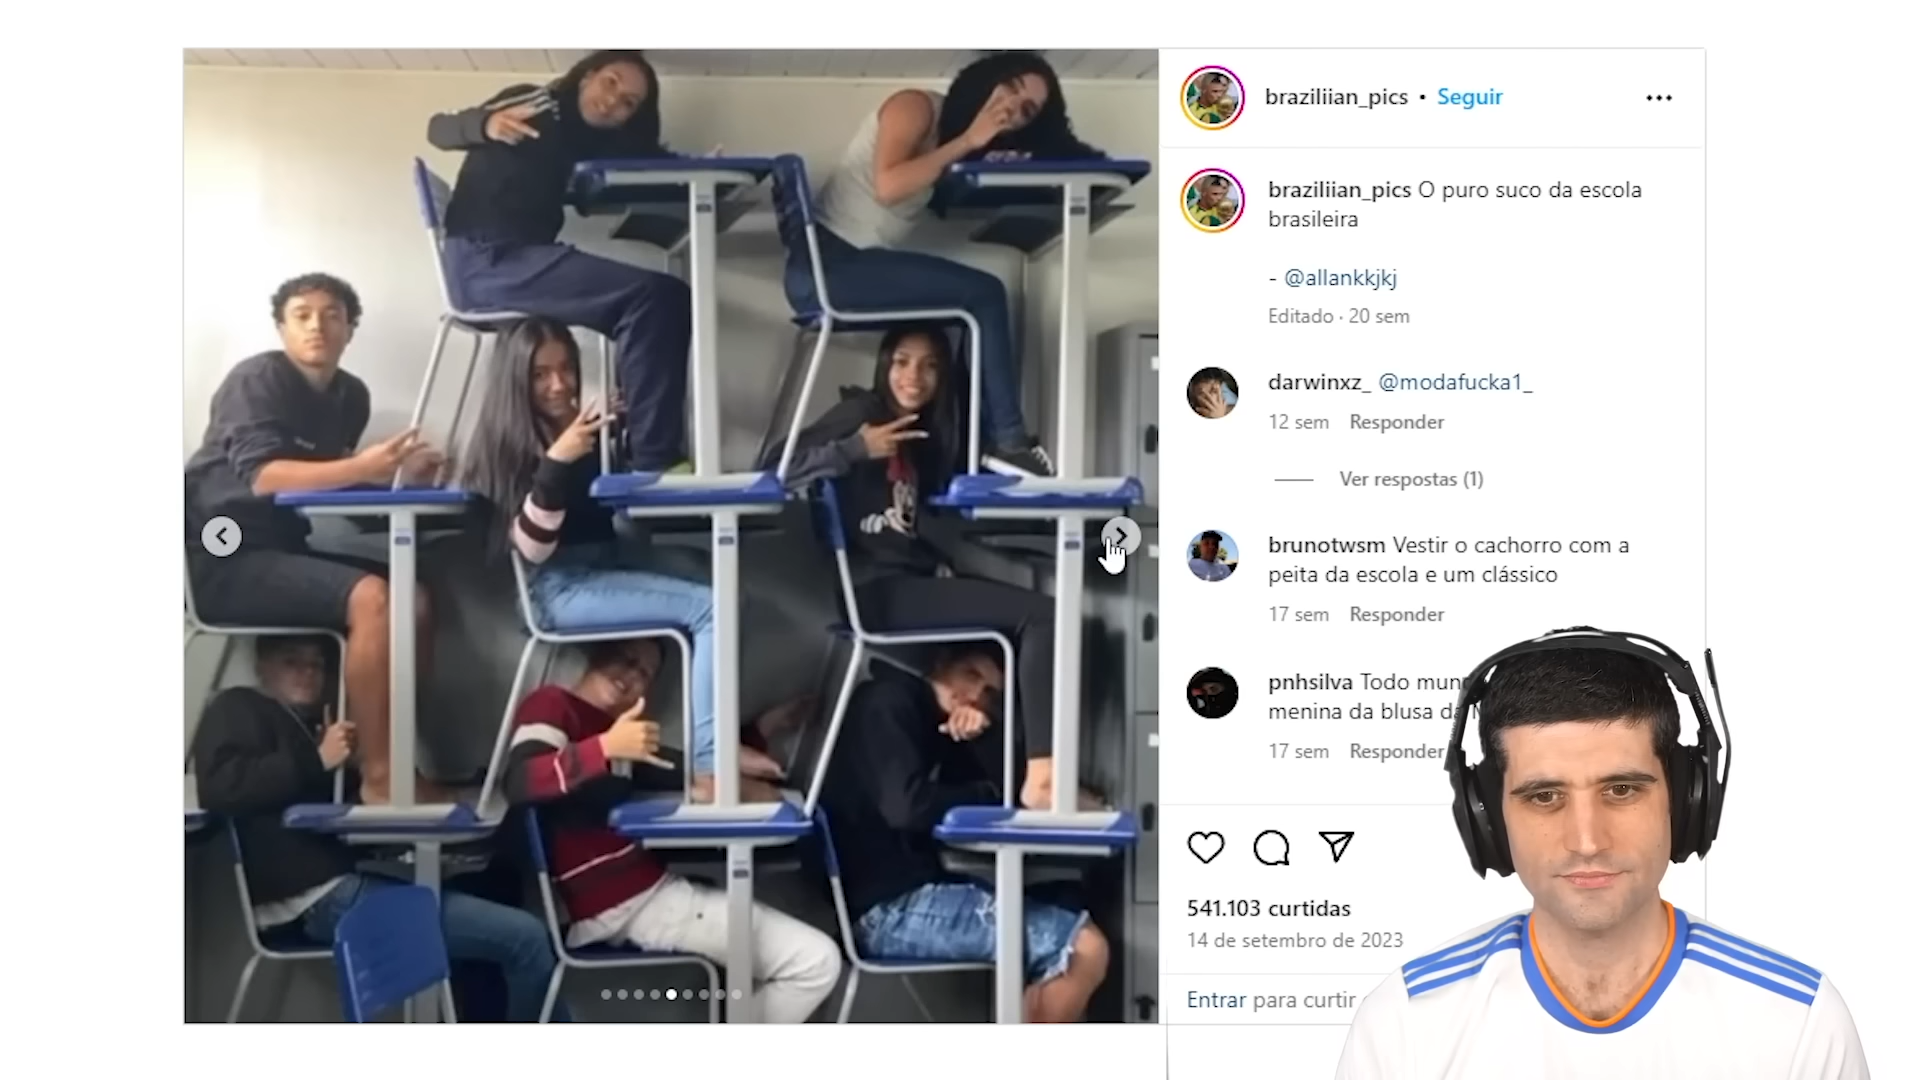 braziliian_pics • Seguir
braziliian_pics O puro suco da escola
brasileira
- @allankkjkj
Editado · 20 sem
darwinxz_ @modafucka1_
12 sem Responder
Ver respostas (1)
brunotwsm Vestir o cachorro com a
peita da escola e um clássico
17 sem Responder
pnhsilva Todo
menina da blusa da
17 sem Responder
541.103 curtidas
14 de setembro de 2023
Entrar para curtir